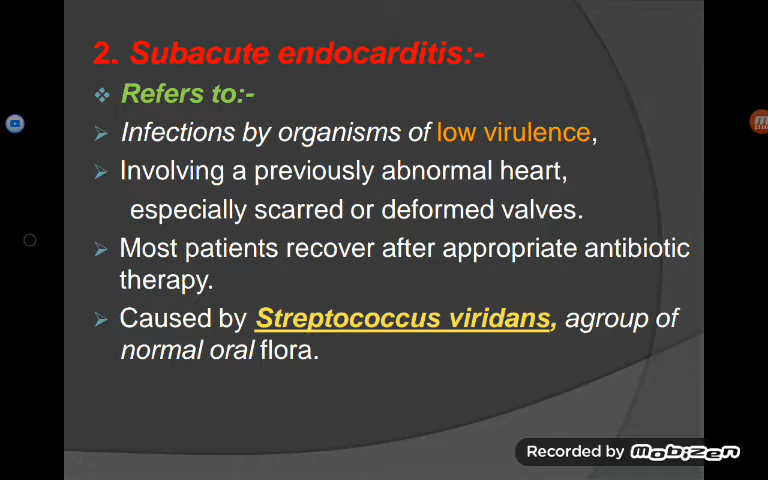 2. Subacute endocarditis:-
Refers to:-
Infections by organisms of low virulence,
Involving a previously abnormal heart,
especially scarred or deformed valves.
Most patients recover after appropriate antibiotic
therapy.
Caused by Streptococcus viridans, agroup of
normal oral flora.
Recorded by mobizen